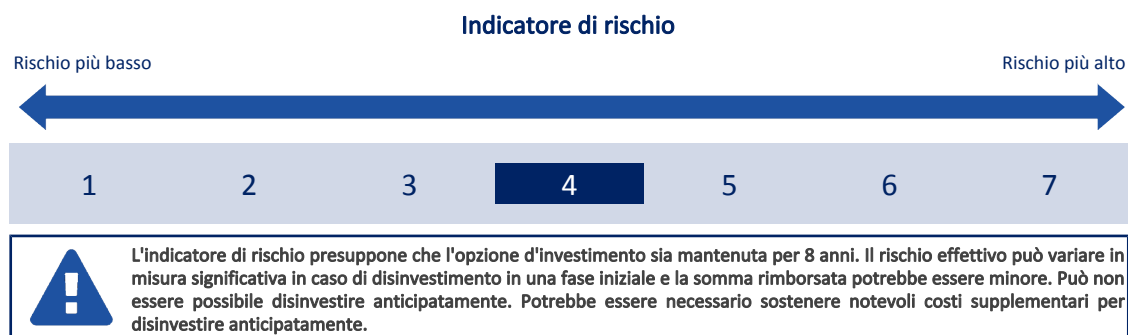 Indicatore di rischio
Rischio più basso
Rischio più alto
1 2 3 4 5 6 7
L'indicatore di rischio presuppone che l'opzione d'investimento sia mantenuta per 8 anni. Il rischio effettivo può variare in
misura significativa in caso di disinvestimento in una fase iniziale e la somma rimborsata potrebbe essere minore. Può non
essere possibile disinvestire anticipatamente. Potrebbe essere necessario sostenere notevoli costi supplementari per
disinvestire anticipatamente.